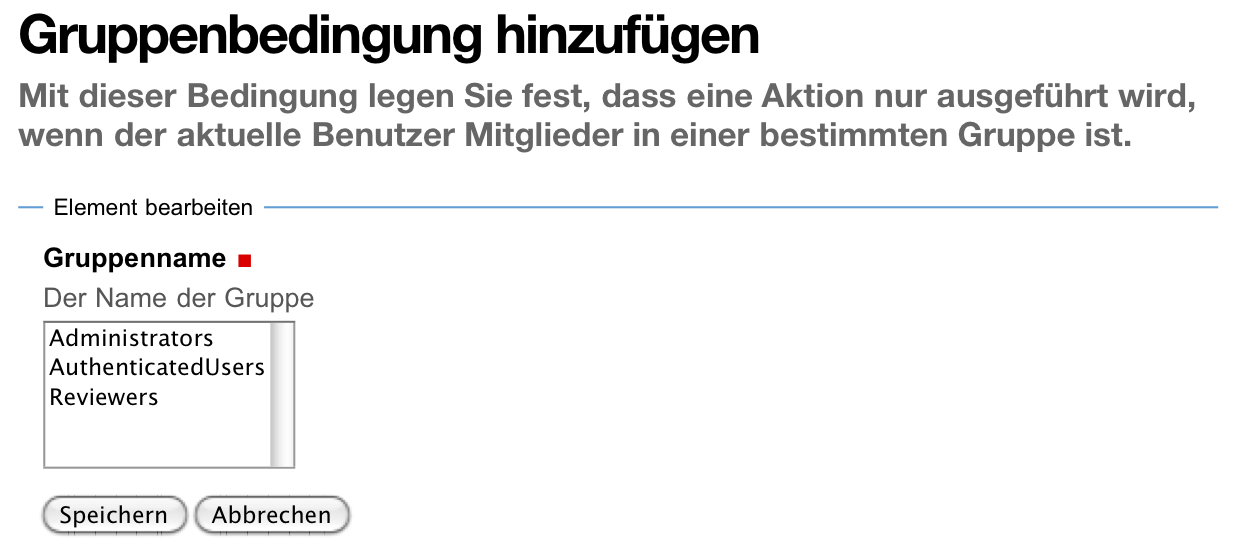 Gruppenbedingung hinzufügen
Mit dieser Bedingung legen Sie fest, dass eine Aktion nur ausgeführt wird,
wenn der aktuelle Benutzer Mitglieder in einer bestimmten Gruppe ist.
Element bearbeiten
Gruppenname
Der Name der Gruppe
Administrators
AuthenticatedUsers
Reviewers
Speichern Abbrechen